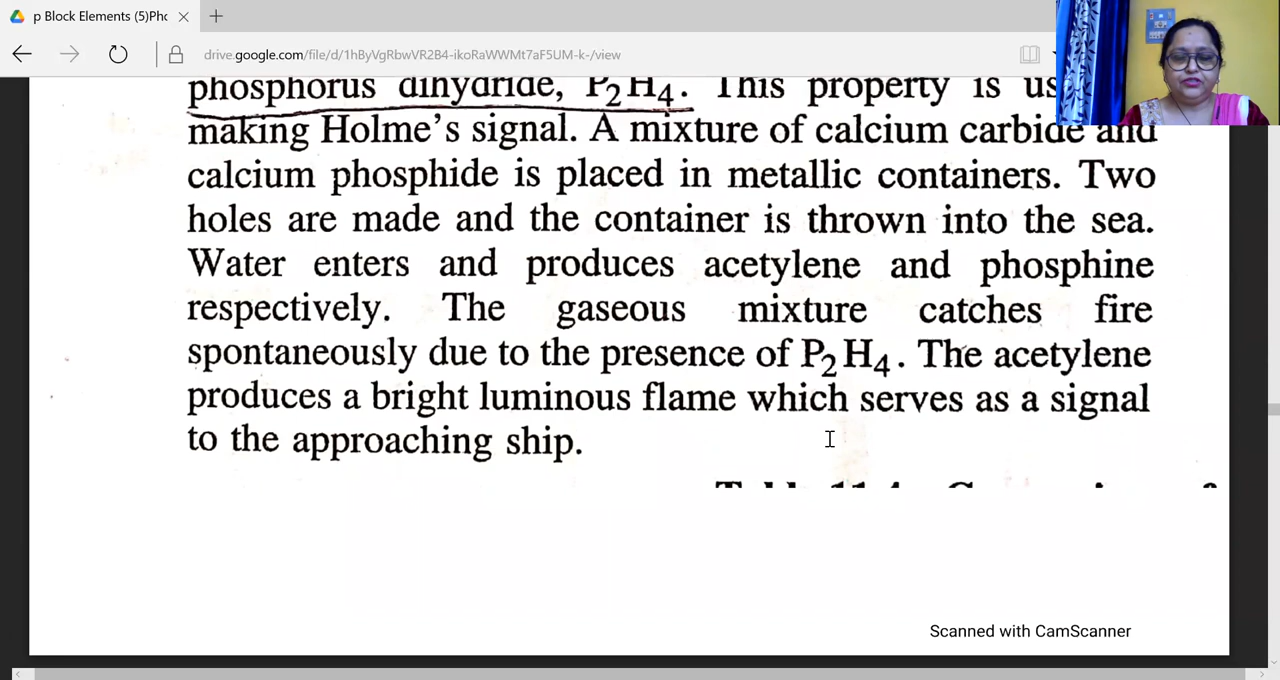 p Block Elements (5)Pho
drive.google.com/file/d/1hByVgRbwVR2B4-ikoRaWWMt7aF5UM-k-/view
phosphorus dihydride, P₂H₄. This property is us
making Holme's signal. A mixture of calcium carbide and
calcium phosphide is placed in metallic containers. Two
holes are made and the container is thrown into the sea.
Water enters and produces acetylene and phosphine
respectively. The gaseous mixture catches fire
spontaneously due to the presence of P₂H₄. The acetylene
produces a bright luminous flame which serves as a signal
to the approaching ship.
Scanned with CamScanner